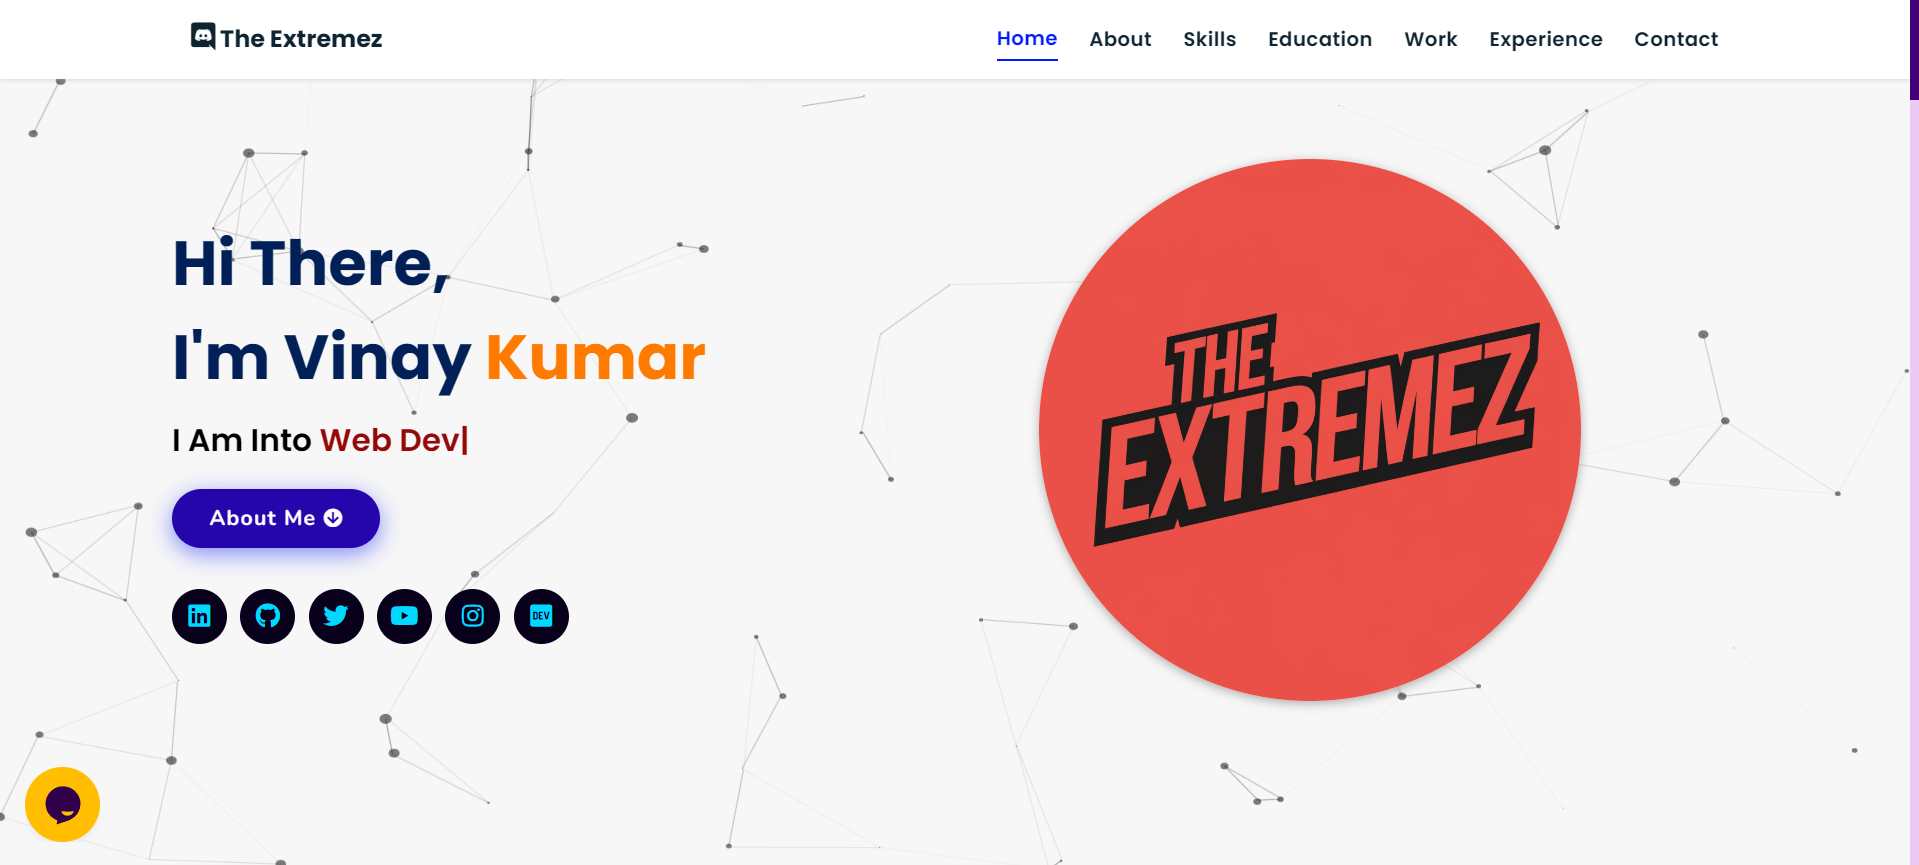 The Extremez
Home About Skills Education Work Experience Contact
Hi There,
I'm Vinay Kumar
I Am Into Web Dev|
About Me
DEV
THE
EXTREMEZ